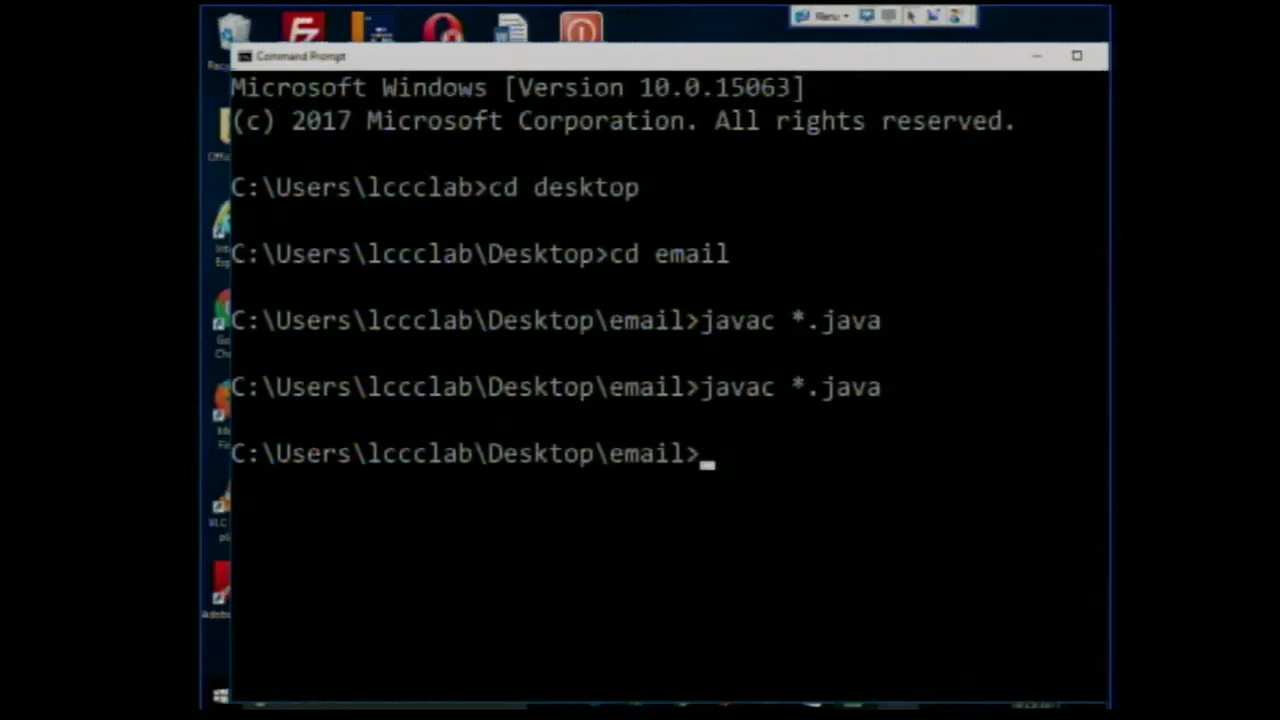 Menu
Command Prompt
Microsoft Windows [Version 10.0.15063]
(c) 2017 Microsoft Corporation. All rights reserved.
C:\Users\lccclab>cd desktop
C:\Users\lccclab\Desktop>cd email
C:\Users\lccclab\Desktop\email>javac *.java
C:\Users\lccclab\Desktop\email>javac *.java
C:\Users\lccclab\Desktop\email>